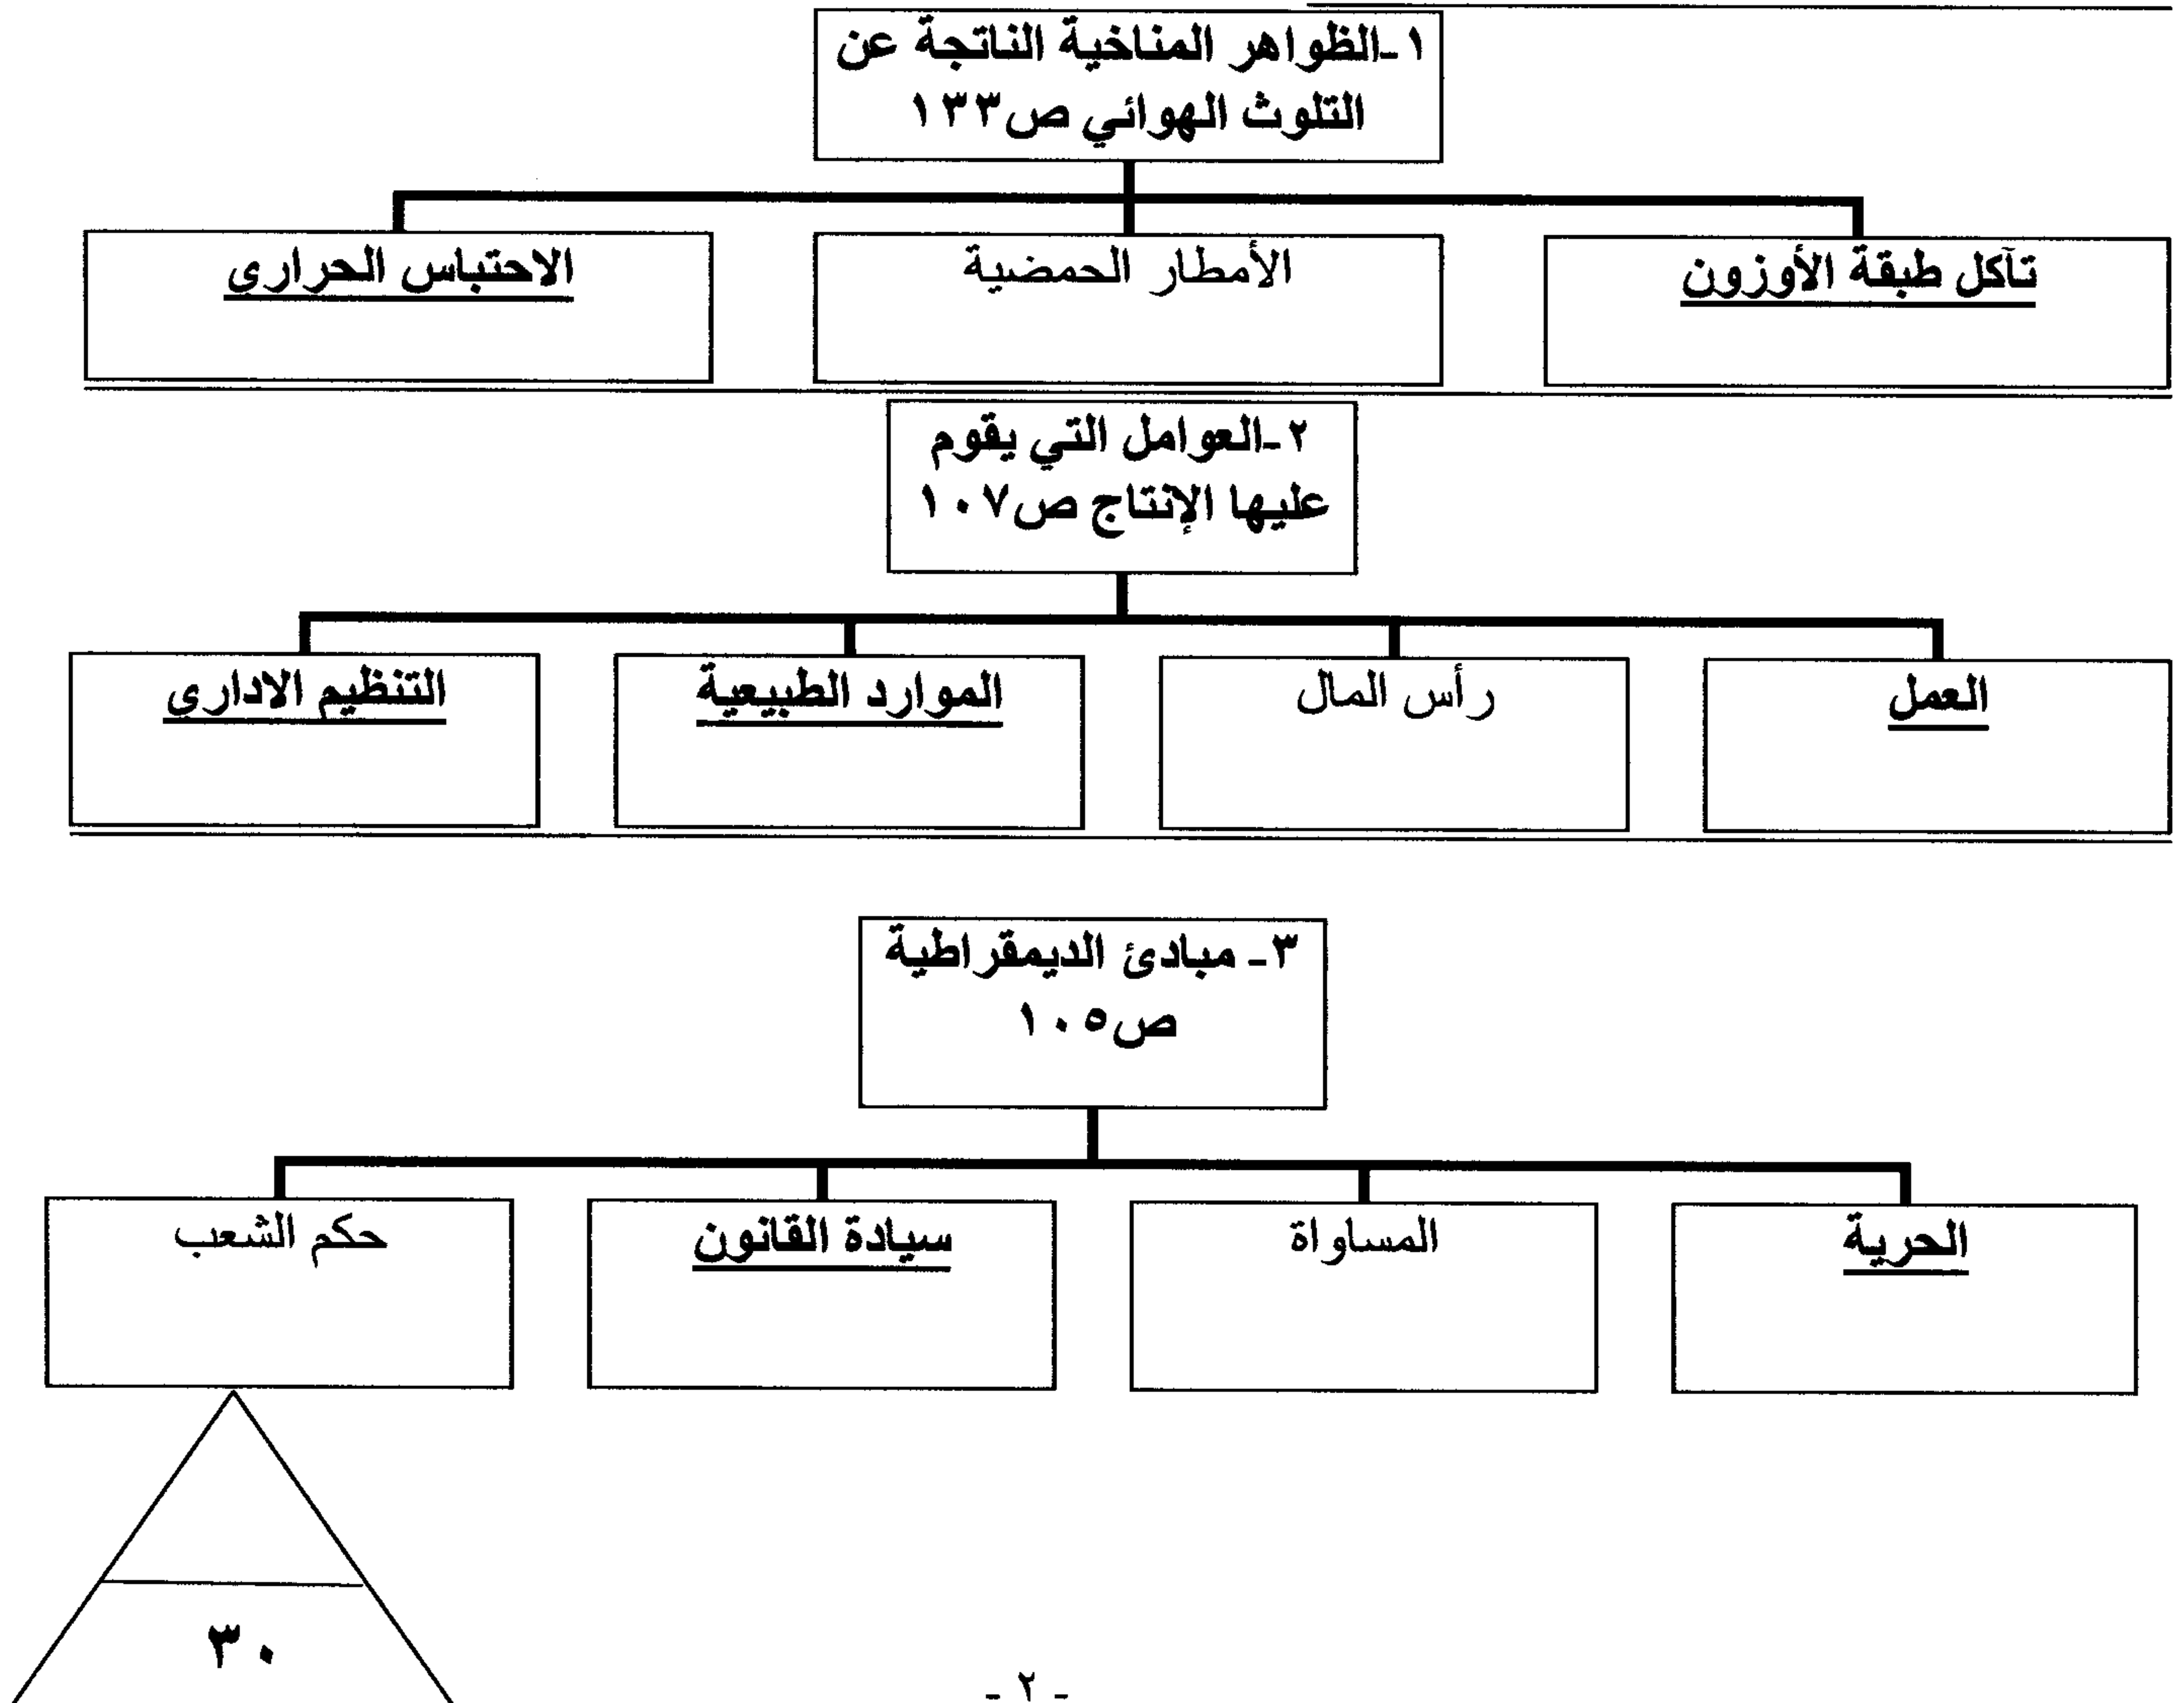 ١-الظواهر المناخية الناتجة عن
التلوث الهوائي ص١٣٣
تآكل طبقة الأوزون
الأمطار الحمضية
الاحتباس الحراري
٢-العوامل التي يقوم
عليها الإنتاج ص١٠٧
العمل
رأس المال
الموارد الطبيعية
التنظيم الاداري
٣- مبادئ الديمقراطية
ص١٠٥
الحرية
المساواة
سيادة القانون
حكم الشعب
٣٠
- ٢ -